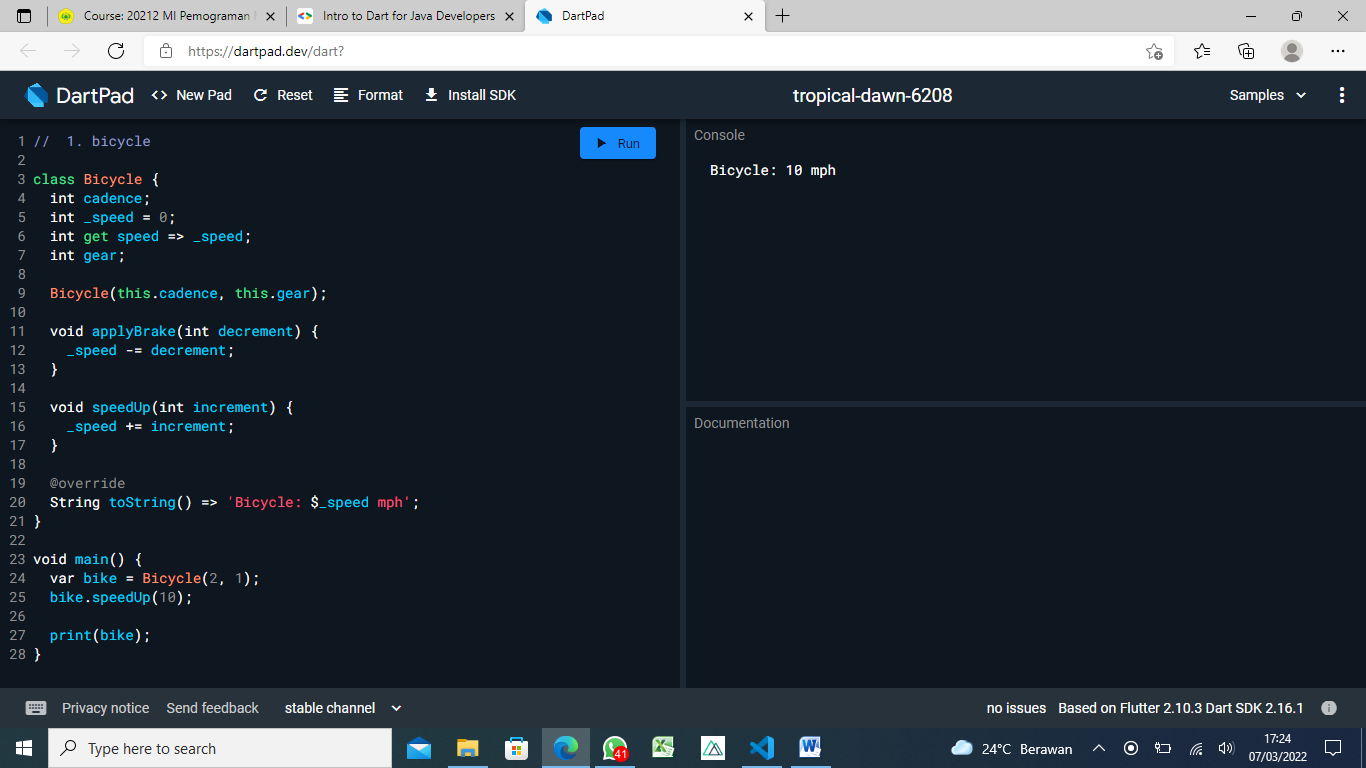 Course: 20212 MI Pemograman
Intro to Dart for Java Developers
DartPad
https://dartpad.dev/dart?
DartPad
<> New Pad
Reset
Format
Install SDK
tropical-dawn-6208
Samples
Run
1 //  1. bicycle
2
3 class Bicycle {
4   int cadence;
5   int _speed = 0;
6   int get speed => _speed;
7   int gear;
8
9   Bicycle(this.cadence, this.gear);
10
11   void applyBrake(int decrement) {
12     _speed -= decrement;
13   }
14
15   void speedUp(int increment) {
16     _speed += increment;
17   }
18
19   @override
20   String toString() => 'Bicycle: $_speed mph';
21 }
22
23 void main() {
24   var bike = Bicycle(2, 1);
25   bike.speedUp(10);
26
27   print(bike);
28 }
Console
Bicycle: 10 mph
Documentation
Privacy notice
Send feedback
stable channel
no issues
Based on Flutter 2.10.3 Dart SDK 2.16.1
Type here to search
41
24°C Berawan
17:24
07/03/2022